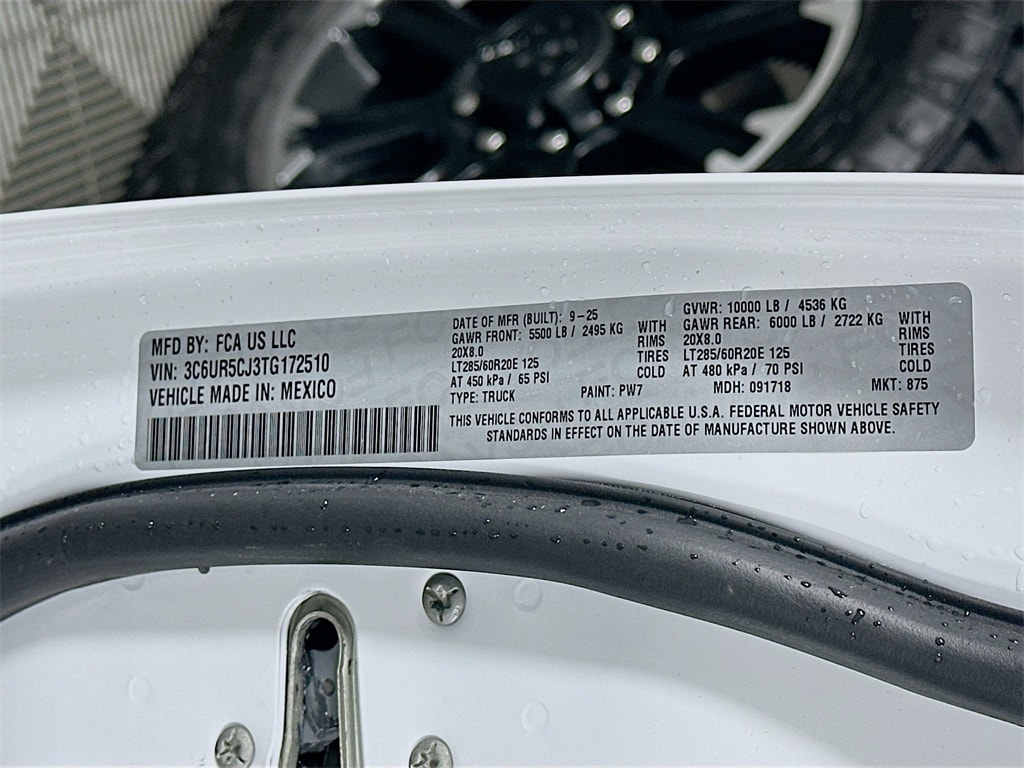 MFD BY: FCA US LLC
VIN: 3C6UR5CJ3TG172510
VEHICLE MADE IN: MEXICO
DATE OF MFR (BUILT): 9-25
GAWR FRONT: 5500 LB / 2495 KG
20X8.0
LT285/60R20E 125
AT 450 kPa / 65 PSI
WITH
RIMS
TIRES
COLD
TYPE: TRUCK
PAINT: PW7
GVWR: 10000 LB / 4536 KG
GAWR REAR: 6000 LB / 2722 KG
20X8.0
LT285/60R20E 125
AT 480 kPa / 70 PSI
WITH
RIMS
TIRES
COLD
MDH: 091718
MKT: 875
THIS VEHICLE CONFORMS TO ALL APPLICABLE U.S.A. FEDERAL MOTOR VEHICLE SAFETY
STANDARDS IN EFFECT ON THE DATE OF MANUFACTURE SHOWN ABOVE.